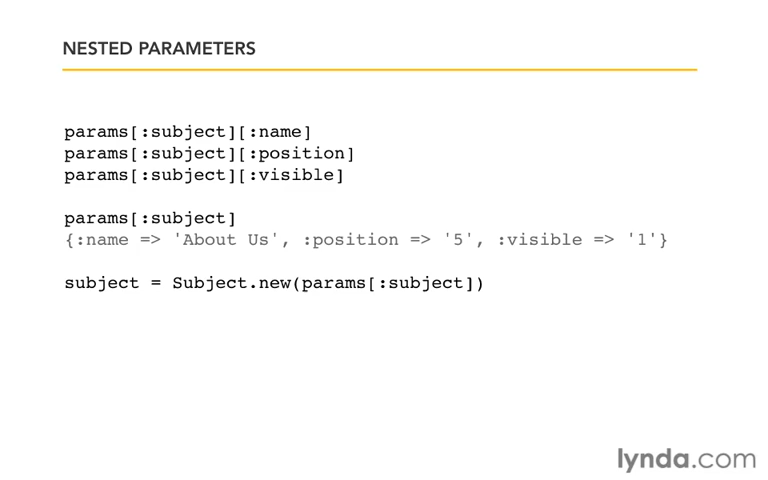 NESTED PARAMETERS
params[:subject][:name]
params[:subject][:position]
params[:subject][:visible]
params[:subject]
{:name => 'About Us', :position => '5', :visible => '1'}
subject = Subject.new(params[:subject])
lynda.com